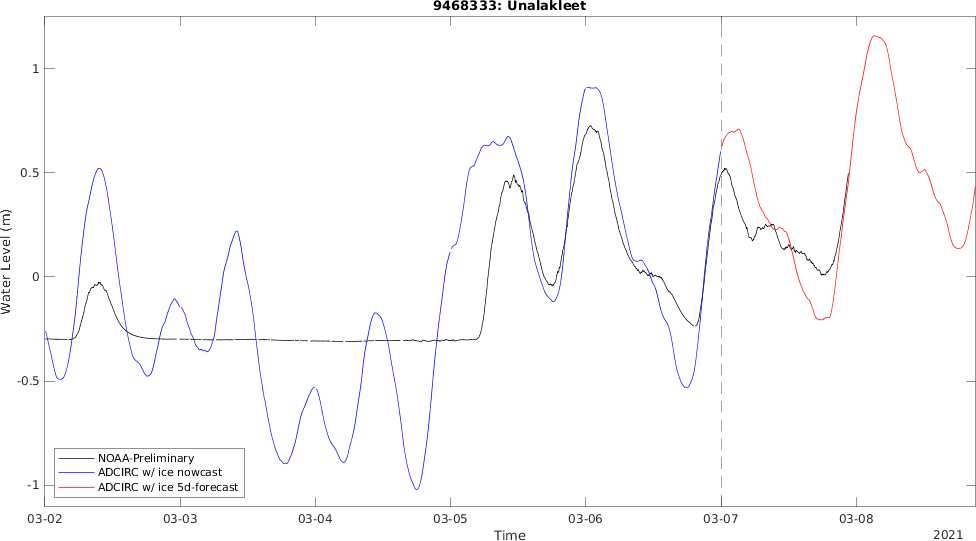 9468333: Unalakleet
Water Level (m)
1
0.5
0
-0.5
-1
NOAA-Preliminary
ADCIRC w/ ice nowcast
ADCIRC w/ ice 5d-forecast
03-02 03-03 03-04 03-05 03-06 03-07 03-08
Time
2021